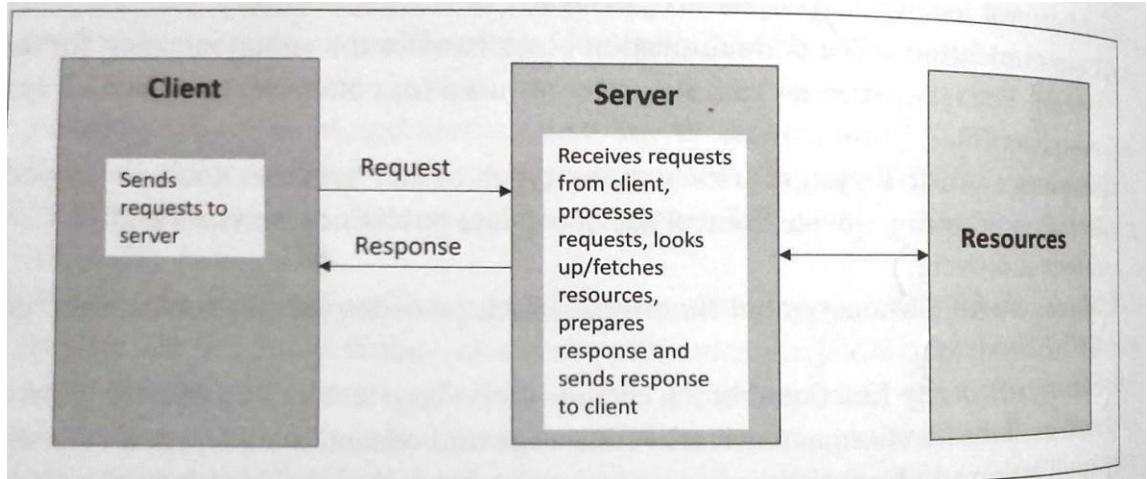 Client
Sends
requests to
server
Request
Response
Server
Receives requests
from client,
processes
requests, looks
up/fetches
resources,
prepares
response and
sends response
to client
Resources